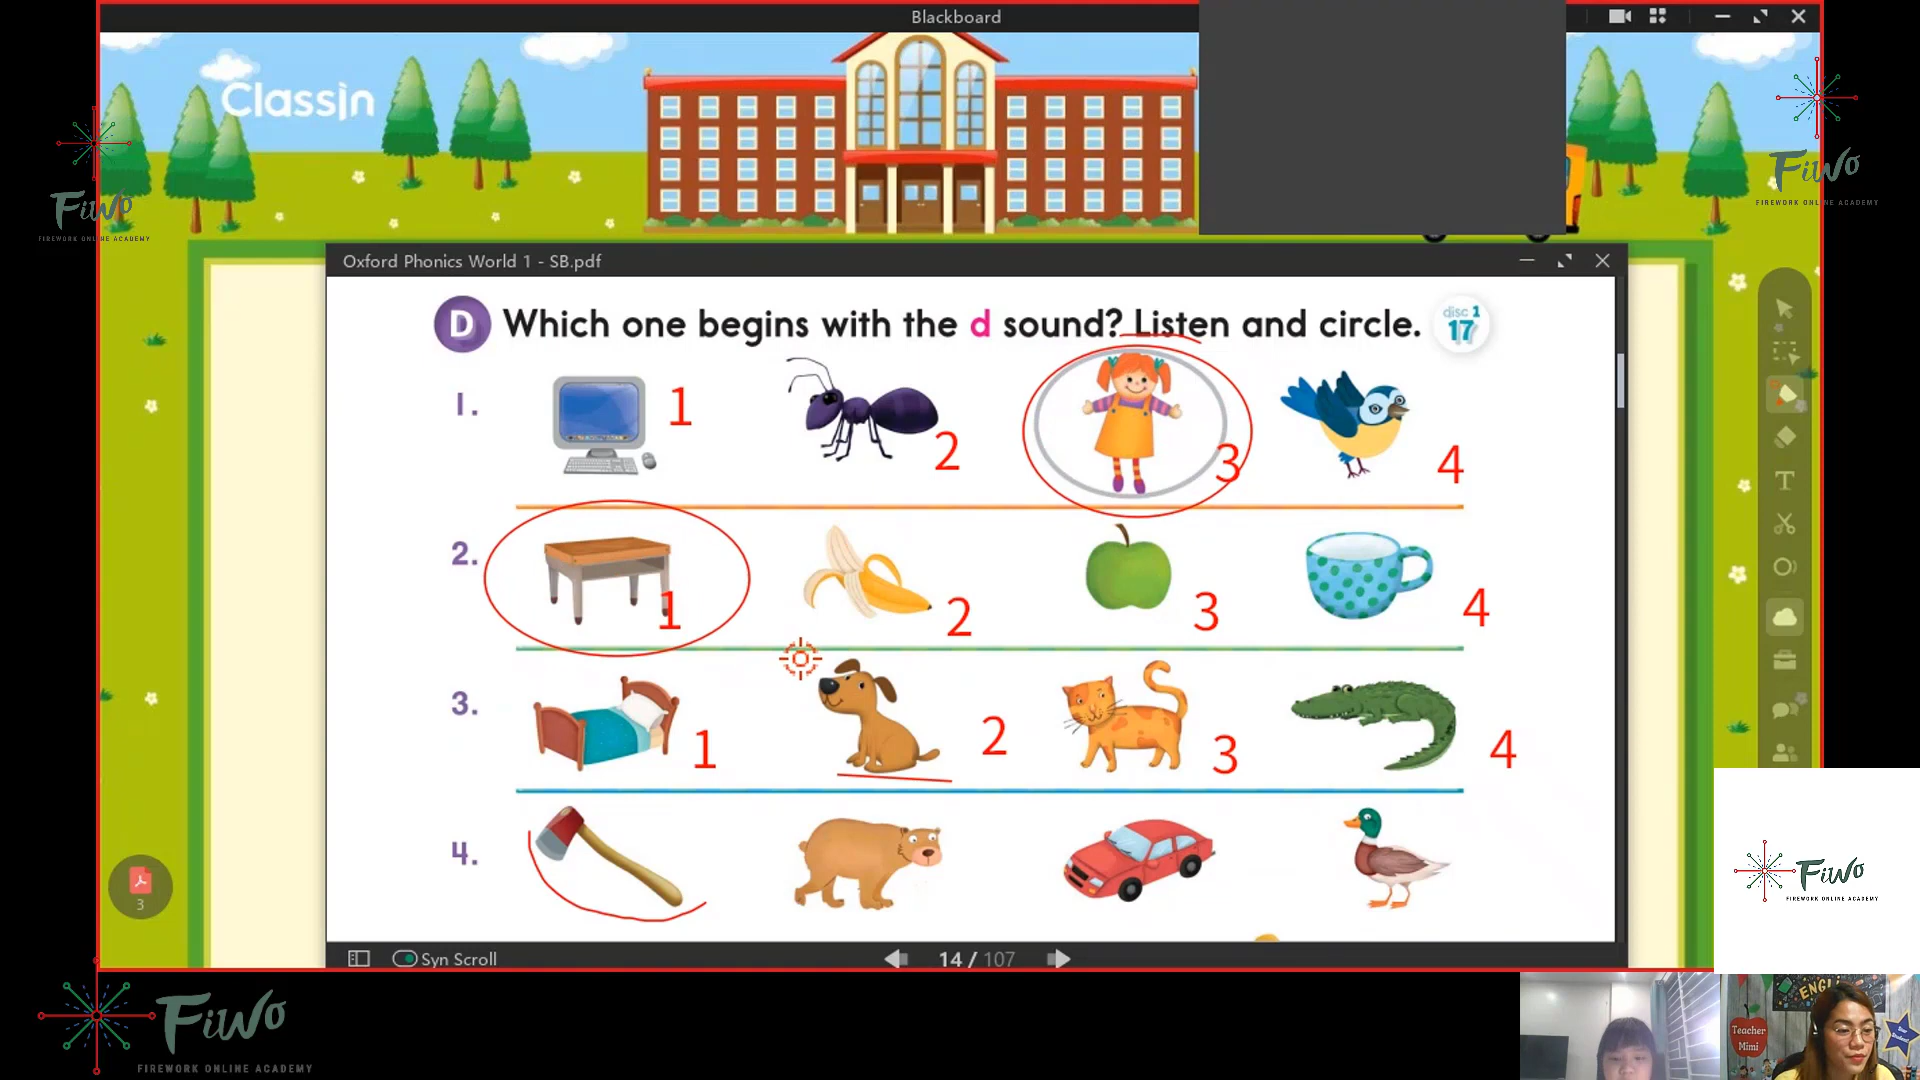 Blackboard
Classin
FiWo
FIREWORK ONLINE ACADEMY
FiWo
FIREWORK ONLINE ACADEMY
Oxford Phonics World 1 - SB.pdf
D Which one begins with the d sound? Listen and circle. disc 1 17
1. 1 2 3 4
2. 1 2 3 4
3. 1 2 3 4
4.
3
Syn Scroll 14 / 107
T
FiWo
FIREWORK ONLINE ACADEMY
FiWo
FIREWORK ONLINE ACADEMY
ENGL
Teacher
Mimi